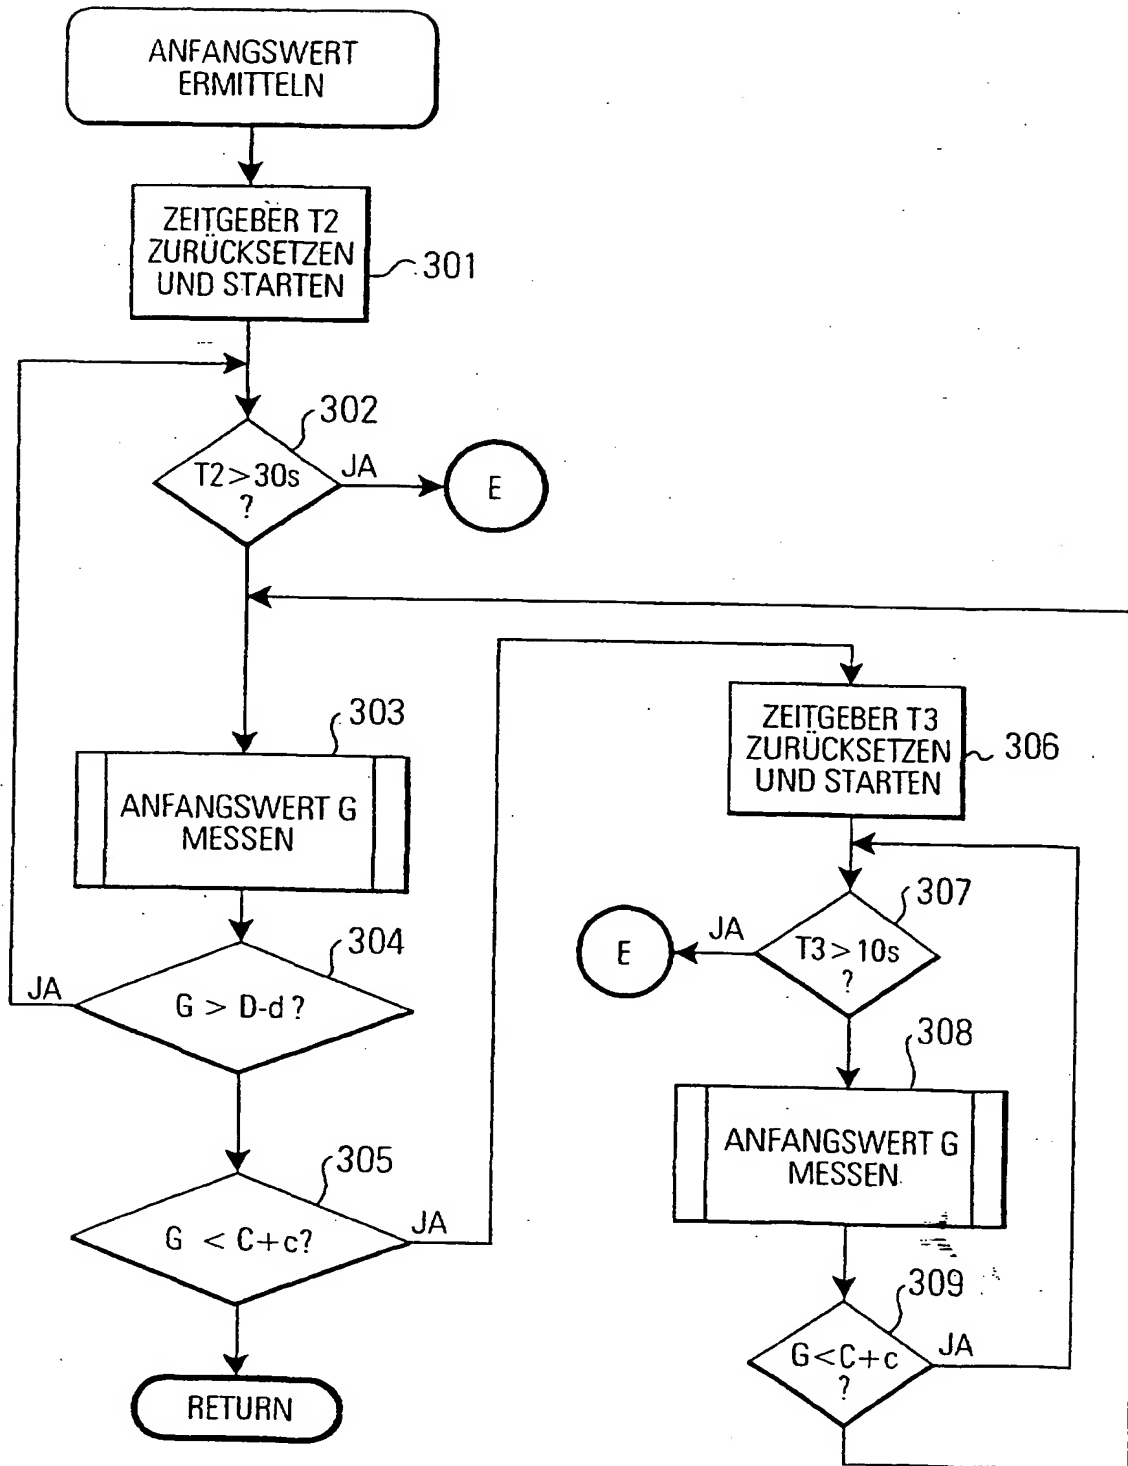 ANFANGSWERT
ERMITTELN
ZEITGEBER T2
ZURÜCKSETZEN
UND STARTEN
301
302
T2>30s
?
JA
E
303
ANFANGSWERT G
MESSEN
304
G > D-d ?
JA
305
G < C+c?
JA
RETURN
ZEITGEBER T3
ZURÜCKSETZEN
UND STARTEN
306
307
T3>10s
?
JA
E
308
ANFANGSWERT G
MESSEN
309
G<C+c
?
JA